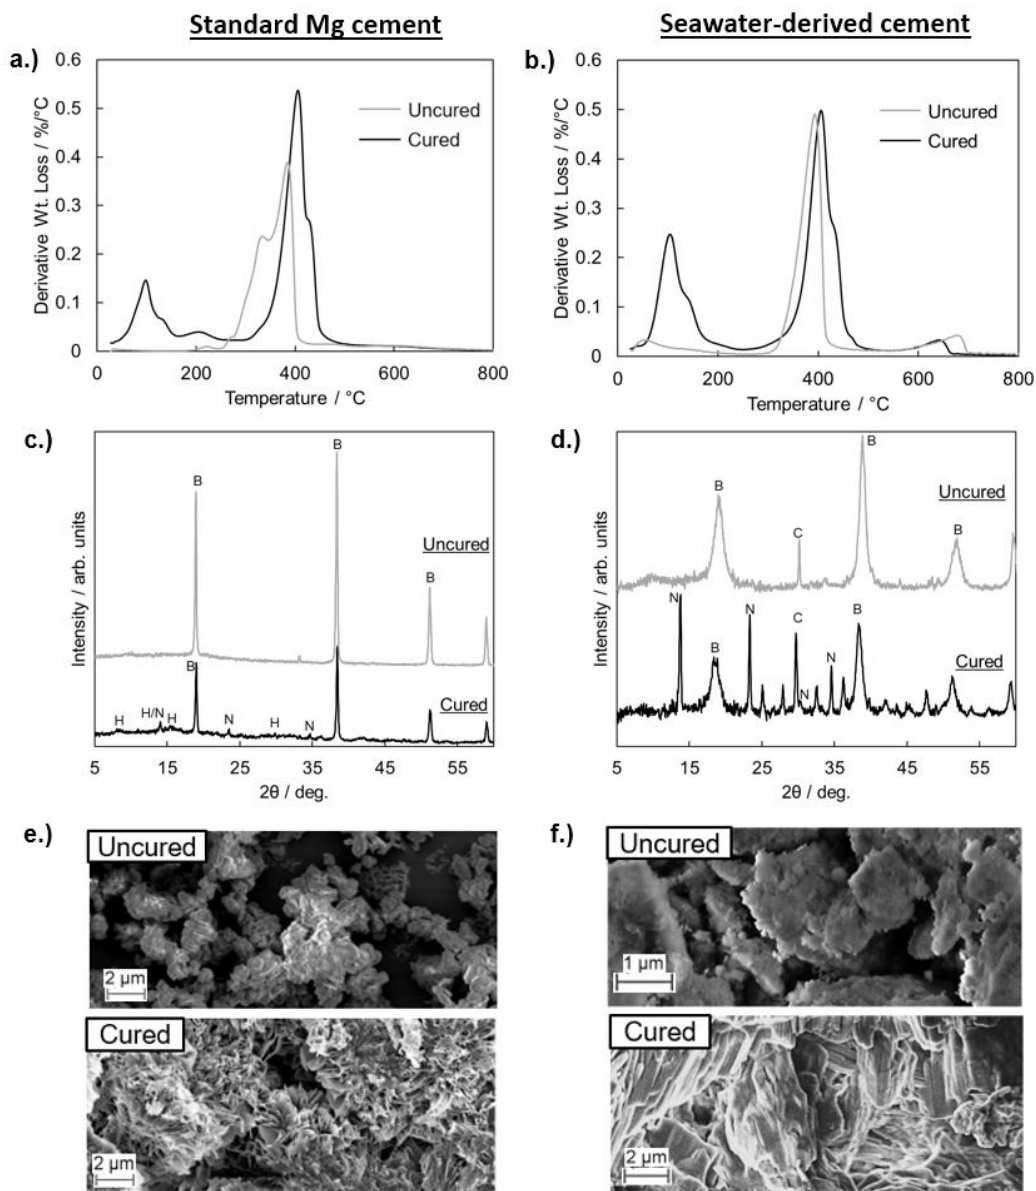 Standard Mg cement
Seawater-derived cement
a.)
0.6
0.5
0.4
0.3
0.2
0.1
0
Derivative Wt. Loss / %/°C
Uncured
Cured
0
200
400
600
800
Temperature / °C
b.)
0.6
0.5
0.4
0.3
0.2
0.1
0
Derivative Wt. Loss / %/°C
Uncured
Cured
0
200
400
600
800
Temperature / °C
c.)
Intensity / arb. units
B
B
B
Uncured
H
H/N
H
B
N
H
N
Cured
5
15
25
35
45
55
2θ / deg.
d.)
Intensity / arb. units
B
C
B
B
Uncured
N
B
N
C
N
N
B
Cured
5
15
25
35
45
55
2θ / deg.
e.)
Uncured
2 µm
Cured
2 µm
f.)
Uncured
1 µm
Cured
2 µm